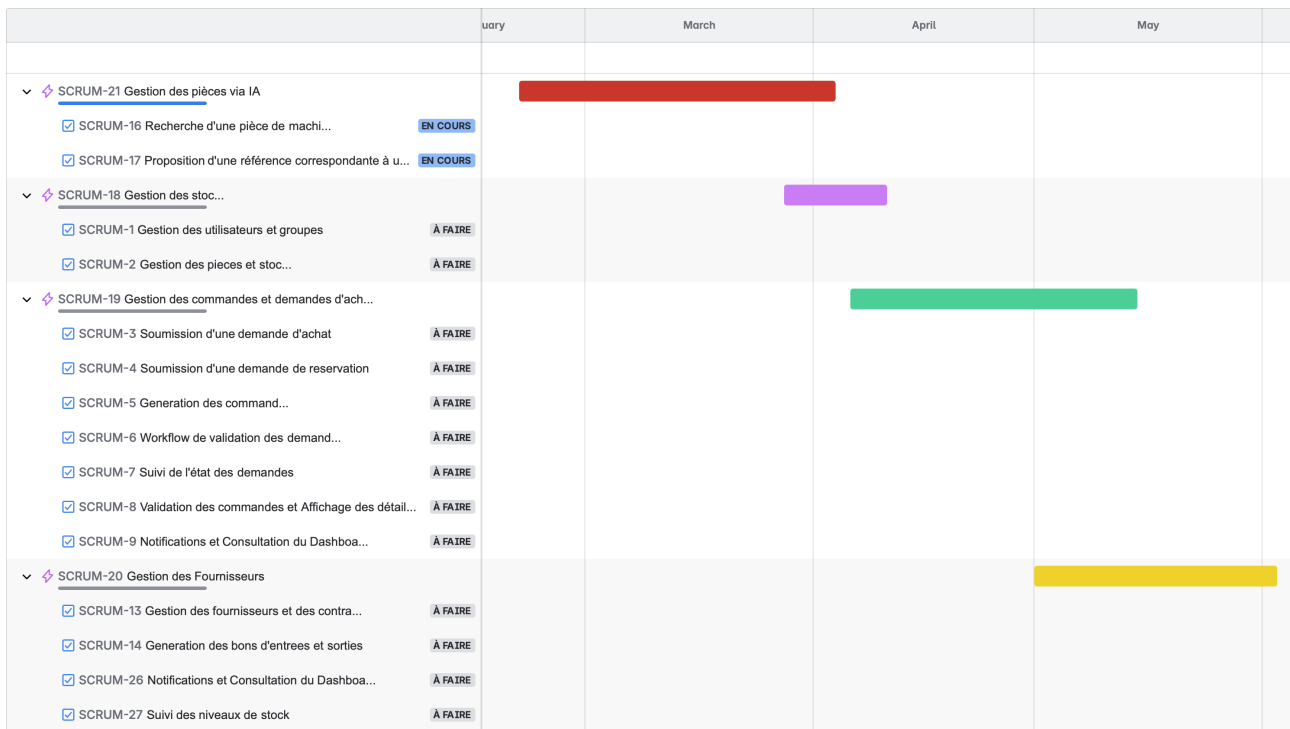 uary March April May
SCRUM-21 Gestion des pièces via IA
SCRUM-16 Recherche d'une pièce de machi... EN COURS
SCRUM-17 Proposition d'une référence correspondante à u... EN COURS
SCRUM-18 Gestion des stoc...
SCRUM-1 Gestion des utilisateurs et groupes À FAIRE
SCRUM-2 Gestion des pieces et stoc... À FAIRE
SCRUM-19 Gestion des commandes et demandes d'ach...
SCRUM-3 Soumission d'une demande d'achat À FAIRE
SCRUM-4 Soumission d'une demande de reservation À FAIRE
SCRUM-5 Generation des command... À FAIRE
SCRUM-6 Workflow de validation des demand... À FAIRE
SCRUM-7 Suivi de l'état des demandes À FAIRE
SCRUM-8 Validation des commandes et Affichage des détail... À FAIRE
SCRUM-9 Notifications et Consultation du Dashboa... À FAIRE
SCRUM-20 Gestion des Fournisseurs
SCRUM-13 Gestion des fournisseurs et des contra... À FAIRE
SCRUM-14 Generation des bons d'entrees et sorties À FAIRE
SCRUM-26 Notifications et Consultation du Dashboa... À FAIRE
SCRUM-27 Suivi des niveaux de stock À FAIRE